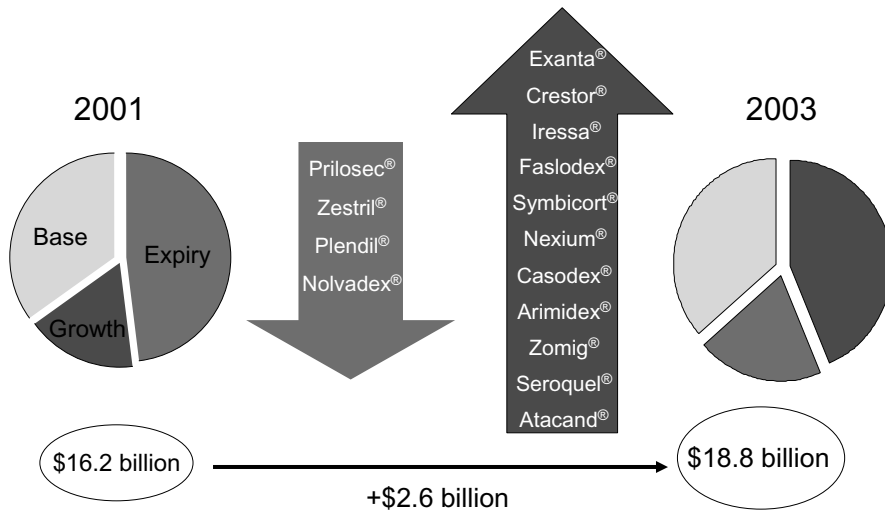 2001
Base
Expiry
Growth
$16.2 billion
Prilosec®
Zestril®
Plendil®
Nolvadex®
Exanta®
Crestor®
Iressa®
Faslodex®
Symbicort®
Nexium®
Casodex®
Arimidex®
Zomig®
Seroquel®
Atacand®
2003
$18.8 billion
+$2.6 billion